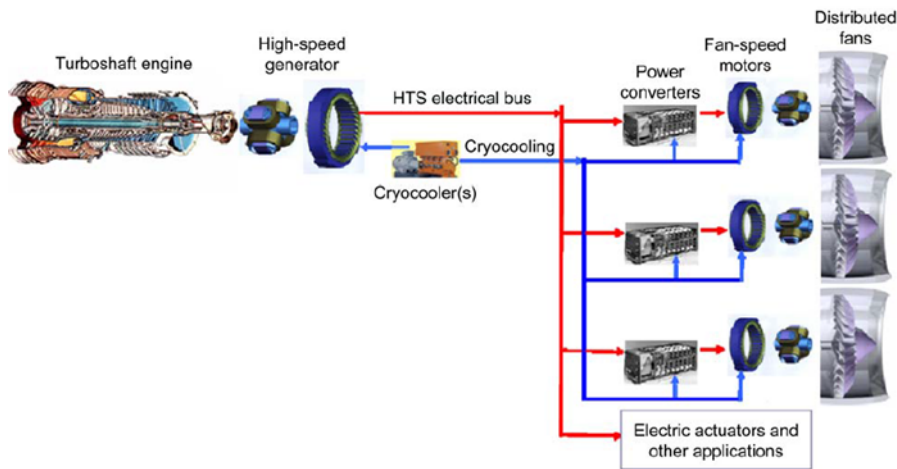 Turboshaft engine
High-speed
generator
HTS electrical bus
Cryocooling
Cryocooler(s)
Power
converters
Fan-speed
motors
Distributed
fans
Electric actuators and
other applications